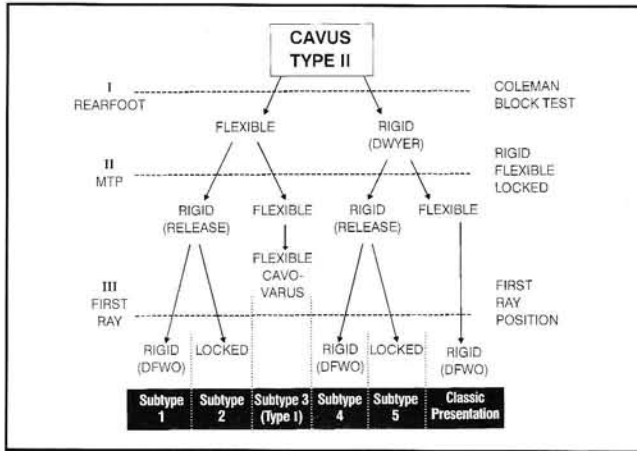 CAVUS
TYPE II
I
REARFOOT
COLEMAN
BLOCK TEST
FLEXIBLE
RIGID
(DWYER)
II
MTP
RIGID
FLEXIBLE
LOCKED
RIGID
(RELEASE)
FLEXIBLE
RIGID
(RELEASE)
FLEXIBLE
FLEXIBLE
CAVO-
VARUS
III
FIRST
RAY
FIRST
RAY
POSITION
RIGID
(DFWO)
LOCKED
RIGID
(DFWO)
LOCKED
RIGID
(DFWO)
Subtype
1
Subtype
2
Subtype 3
(Type I)
Subtype
4
Subtype
5
Classic
Presentation